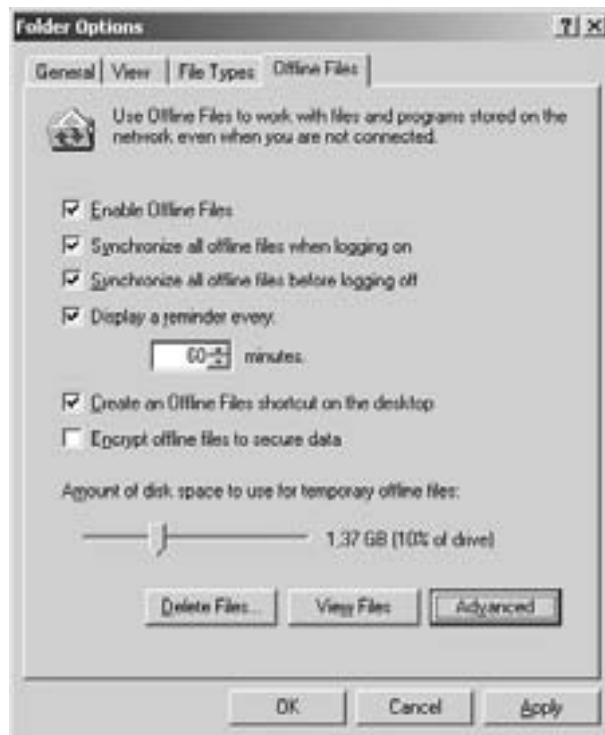 Folder Options
General View File Types Offline Files
Use Offline Files to work with files and programs stored on the
network even when you are not connected.
Enable Offline Files
Synchronize all offline files when logging on
Synchronize all offline files before logging off
Display a reminder every:
60 minutes.
Create an Offline Files shortcut on the desktop
Encrypt offline files to secure data
Amount of disk space to use for temporary offline files:
1,37 GB (10% of drive)
Delete Files... View Files Advanced
OK Cancel Apply